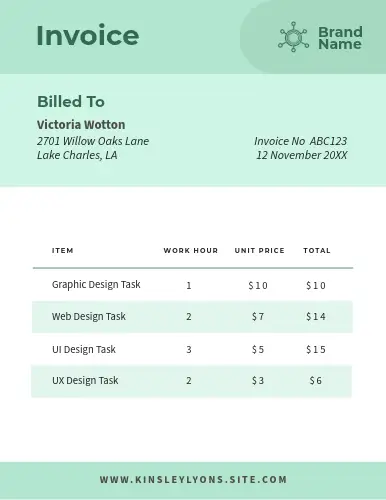 Invoice
Brand
Name
Billed To
Victoria Wotton
2701 Willow Oaks Lane
Lake Charles, LA
Invoice No ABC123
12 November 20XX
ITEM WORK HOUR UNIT PRICE TOTAL
Graphic Design Task 1 $10 $10
Web Design Task 2 $7 $14
UI Design Task 3 $5 $15
UX Design Task 2 $3 $6
WWW.KINSLEYLYONS.SITE.COM